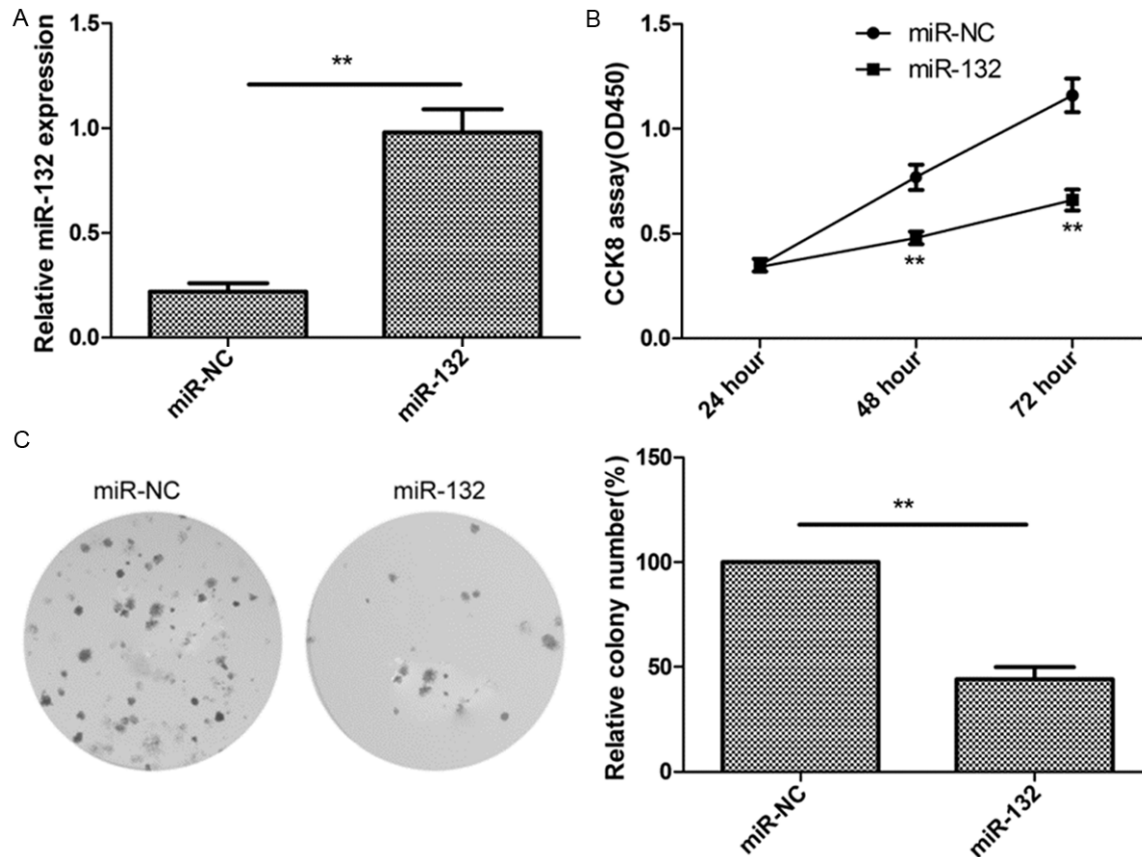 A
Relative miR-132 expression
1.5
1.0
0.5
0.0
**
miR-NC
miR-132
B
CCK8 assay(OD450)
1.5
1.0
0.5
0.0
miR-NC
miR-132
**
**
24 hour
48 hour
72 hour
C
miR-NC
miR-132
Relative colony number(%)
150
100
50
0
**
miR-NC
miR-132